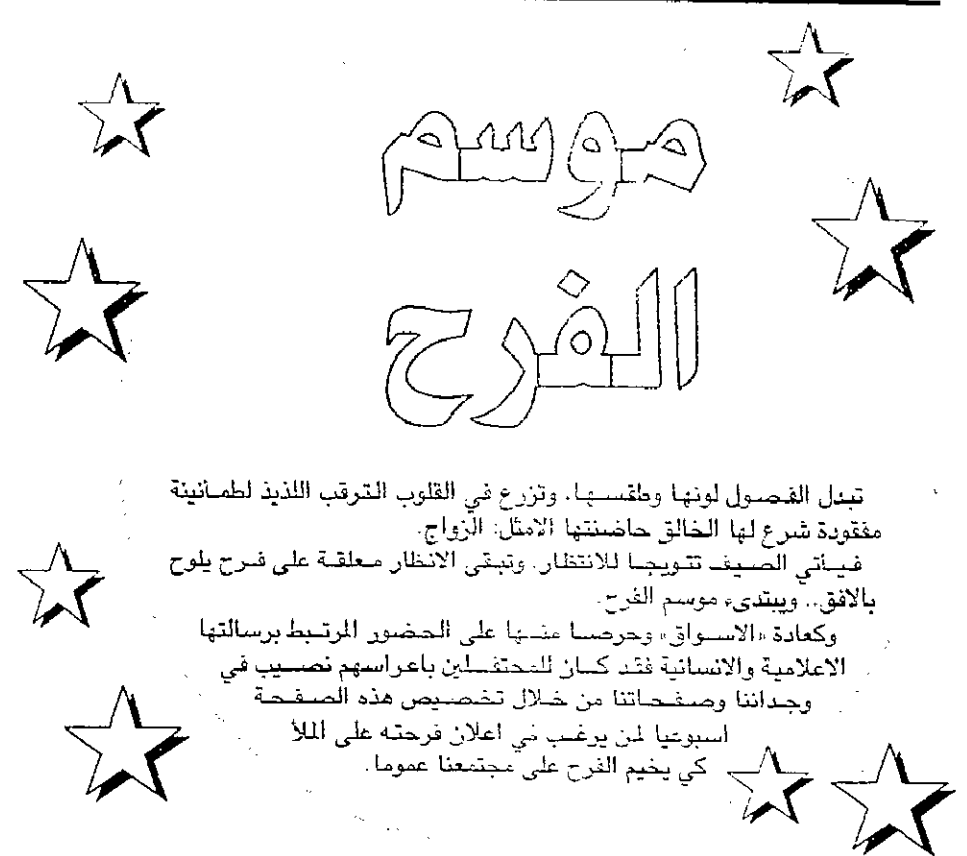 موسم
الفرح
تبدل الفصول لونها وطقسها. وتزرع في القلوب الترقب اللذيذ لطمانينة
مفقودة شرع لها الخالق حاضنتها الامثل: الزواج.
فيأتي الصيف تتويجا للانتظار. وتبقى الانظار معلقة على فرح يلوح
بالافق.. ويبتدىء موسم الفرح.
وكعادة «الاسواق» وحرصا منها على الحضور المرتبط برسالتها
الاعلامية والانسانية فقد كان للمحتفلين باعراسهم نصيب في
وجداننا وصفحاتنا من خلال تخصيص هذه الصفحة
اسبوعيا لمن يرغب في اعلان فرحته على الملأ
كي يخيم الفرح على مجتمعنا عموما.